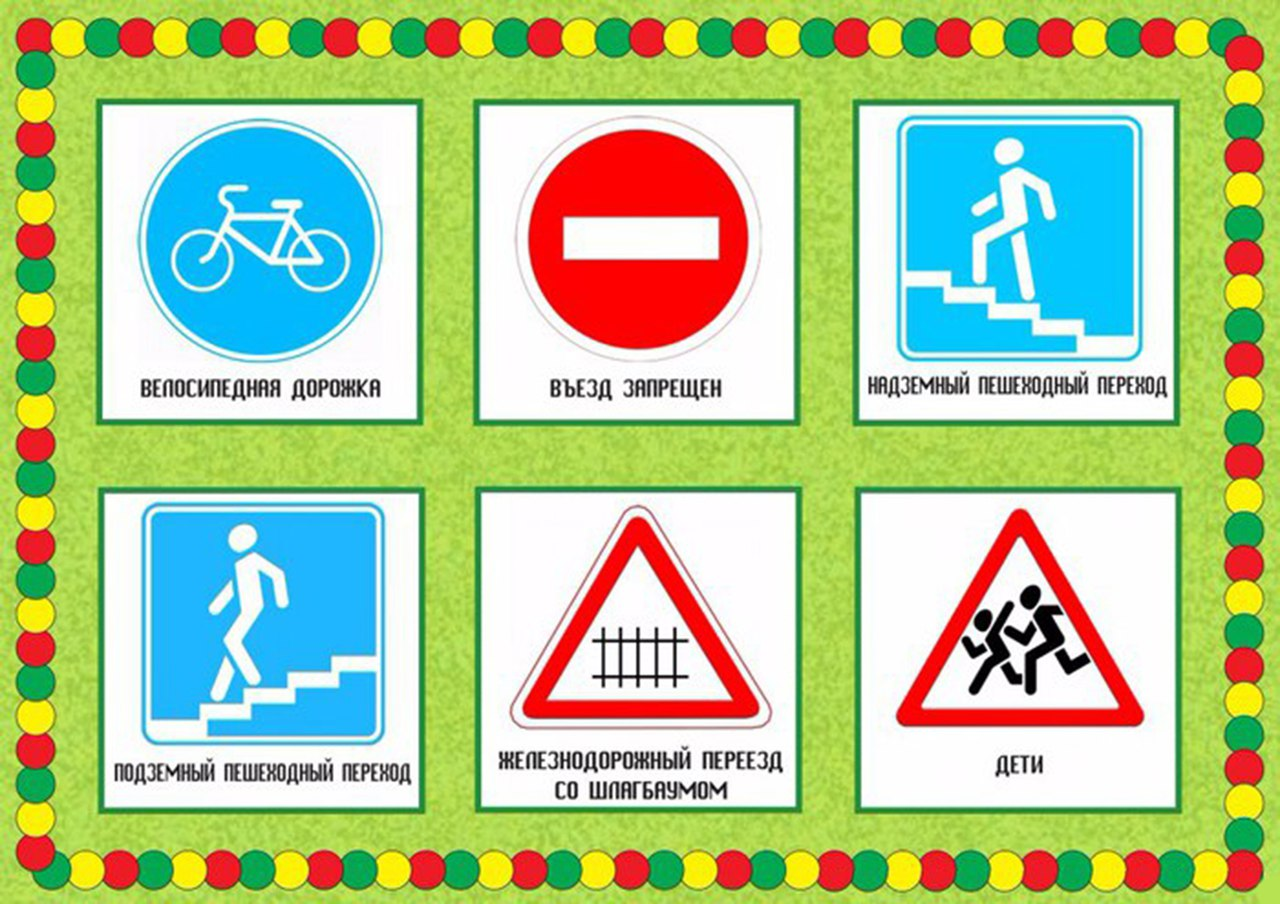 ВЕЛОСИПЕДНАЯ ДОРОЖКА
ВЪЕЗД ЗАПРЕЩЕН
НАДЗЕМНЫЙ ПЕШЕХОДНЫЙ ПЕРЕХОД
ПОДЗЕМНЫЙ ПЕШЕХОДНЫЙ ПЕРЕХОД
ЖЕЛЕЗНОДОРОЖНЫЙ ПЕРЕЕЗД
СО ШЛАГБАУМОМ
ДЕТИ